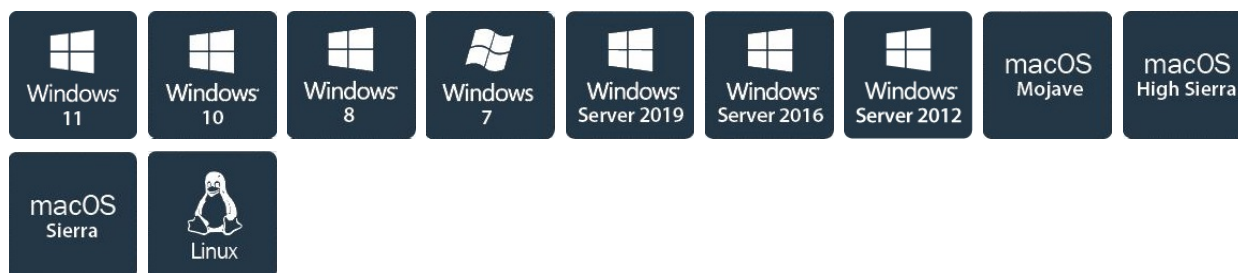 Windows
11
Windows
10
Windows
8
Windows
7
Windows
Server 2019
Windows
Server 2016
Windows
Server 2012
macOS
Mojave
macOS
High Sierra
macOS
Sierra
Linux